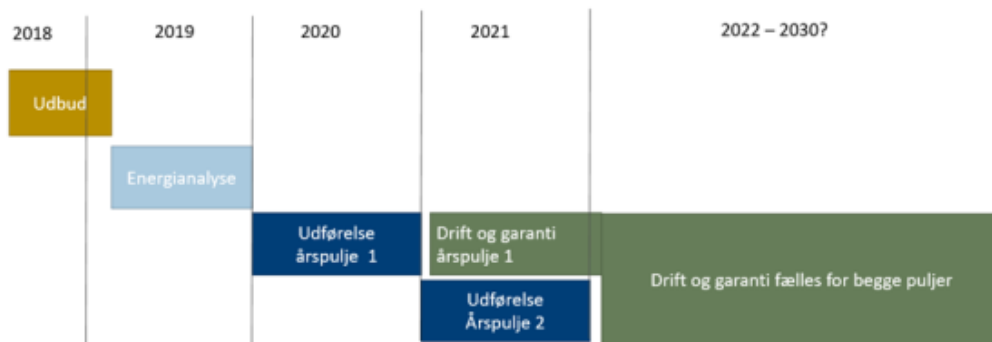 2018
2019
2020
2021
2022 – 2030?
Udbud
Energianalyse
Udførelse
årspulje 1
Drift og garanti
årspulje 1
Drift og garanti fælles for begge puljer
Udførelse
Årspulje 2